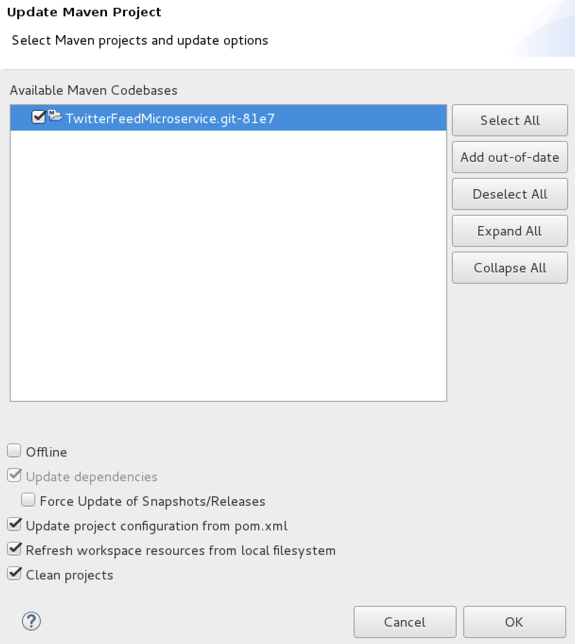 Update Maven Project
Select Maven projects and update options
Available Maven Codebases
TwitterFeedMicroservice.git-81e7
Select All
Add out-of-date
Deselect All
Expand All
Collapse All
Offline
Update dependencies
Force Update of Snapshots/Releases
Update project configuration from pom.xml
Refresh workspace resources from local filesystem
Clean projects
?
Cancel
OK